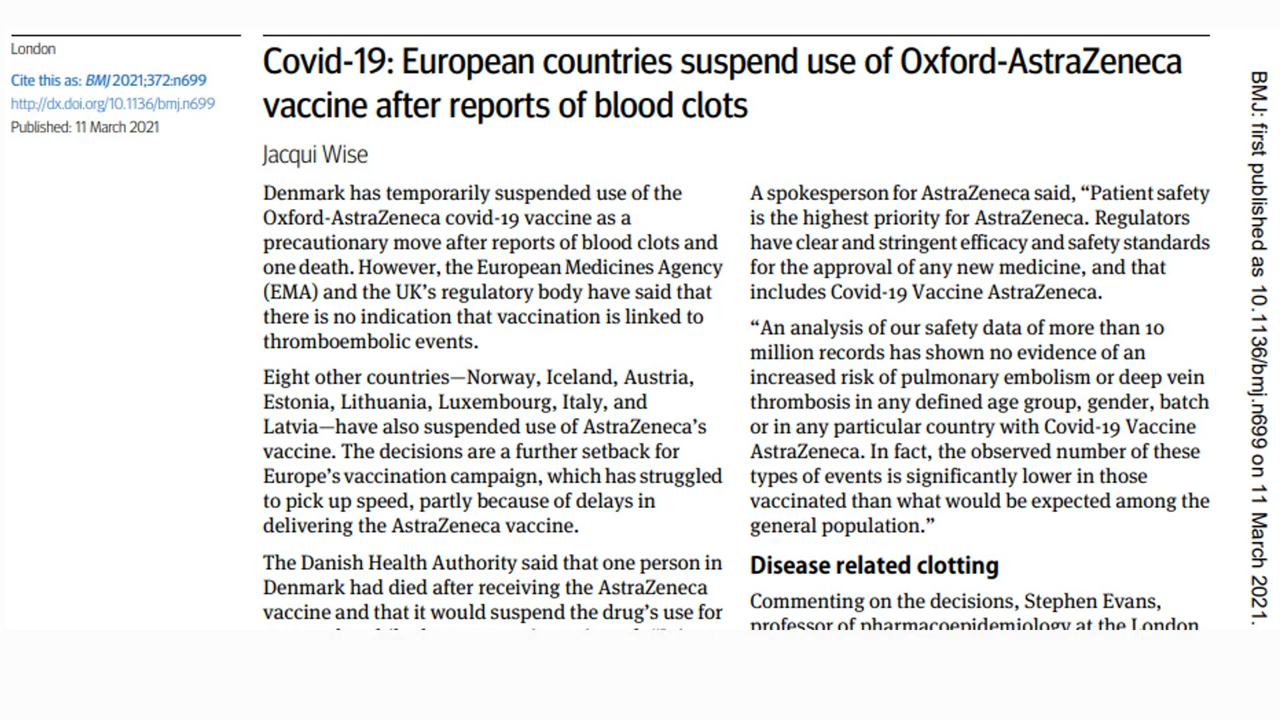 London
Cite this as: BMJ 2021;372:n699
http://dx.doi.org/10.1136/bmj.n699
Published: 11 March 2021
Covid-19: European countries suspend use of Oxford-AstraZeneca
vaccine after reports of blood clots
Jacqui Wise
Denmark has temporarily suspended use of the
Oxford-AstraZeneca covid-19 vaccine as a
precautionary move after reports of blood clots and
one death. However, the European Medicines Agency
(EMA) and the UK’s regulatory body have said that
there is no indication that vaccination is linked to
thromboembolic events.
Eight other countries—Norway, Iceland, Austria,
Estonia, Lithuania, Luxembourg, Italy, and
Latvia—have also suspended use of AstraZeneca’s
vaccine. The decisions are a further setback for
Europe’s vaccination campaign, which has struggled
to pick up speed, partly because of delays in
delivering the AstraZeneca vaccine.
The Danish Health Authority said that one person in
Denmark had died after receiving the AstraZeneca
vaccine and that it would suspend the drug’s use for
A spokesperson for AstraZeneca said, “Patient safety
is the highest priority for AstraZeneca. Regulators
have clear and stringent efficacy and safety standards
for the approval of any new medicine, and that
includes Covid-19 Vaccine AstraZeneca.
“An analysis of our safety data of more than 10
million records has shown no evidence of an
increased risk of pulmonary embolism or deep vein
thrombosis in any defined age group, gender, batch
or in any particular country with Covid-19 Vaccine
AstraZeneca. In fact, the observed number of these
types of events is significantly lower in those
vaccinated than what would be expected among the
general population.”
Disease related clotting
Commenting on the decisions, Stephen Evans,
professor of pharmacoepidemiology at the London
BMJ: first published as 10.1136/bmj.n699 on 11 March 2021.